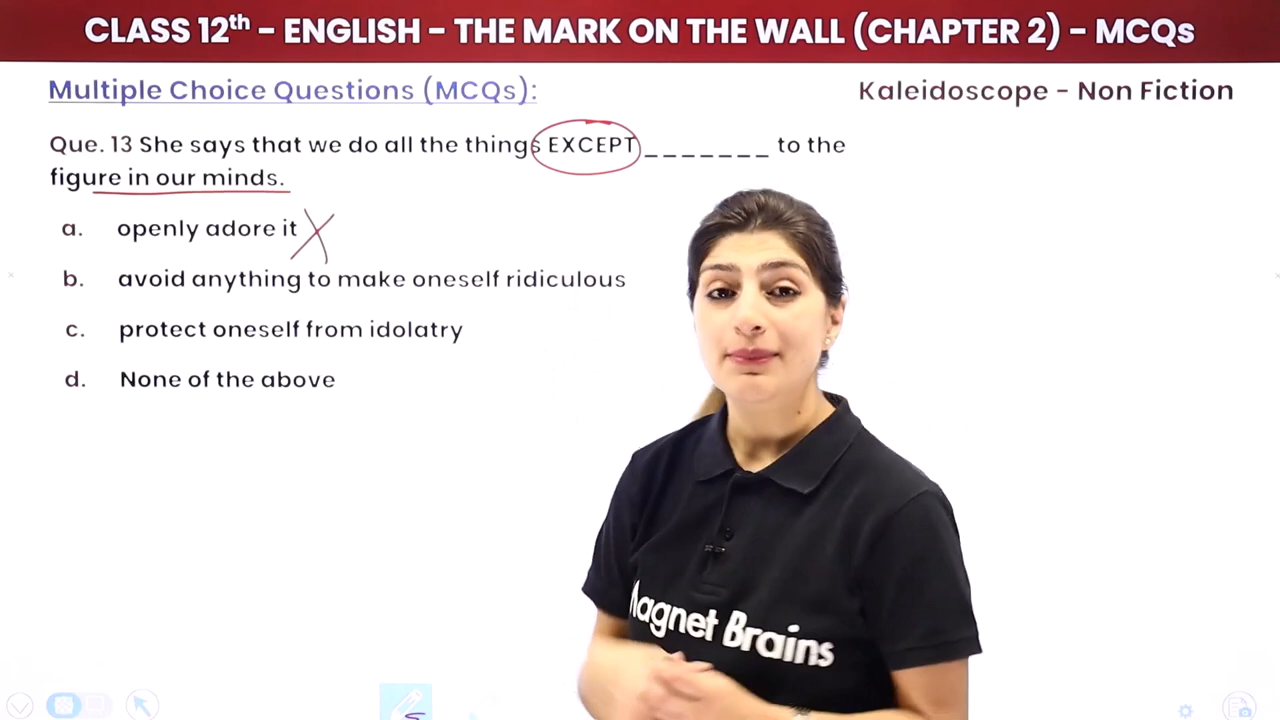 CLASS 12th - ENGLISH - THE MARK ON THE WALL (CHAPTER 2) - MCQs
Multiple Choice Questions (MCQs):
Kaleidoscope - Non Fiction
Que. 13 She says that we do all the things EXCEPT _ _ _ _ _ _ _ to the
figure in our minds.
a. openly adore it
b. avoid anything to make oneself ridiculous
c. protect oneself from idolatry
d. None of the above
Magnet Brains